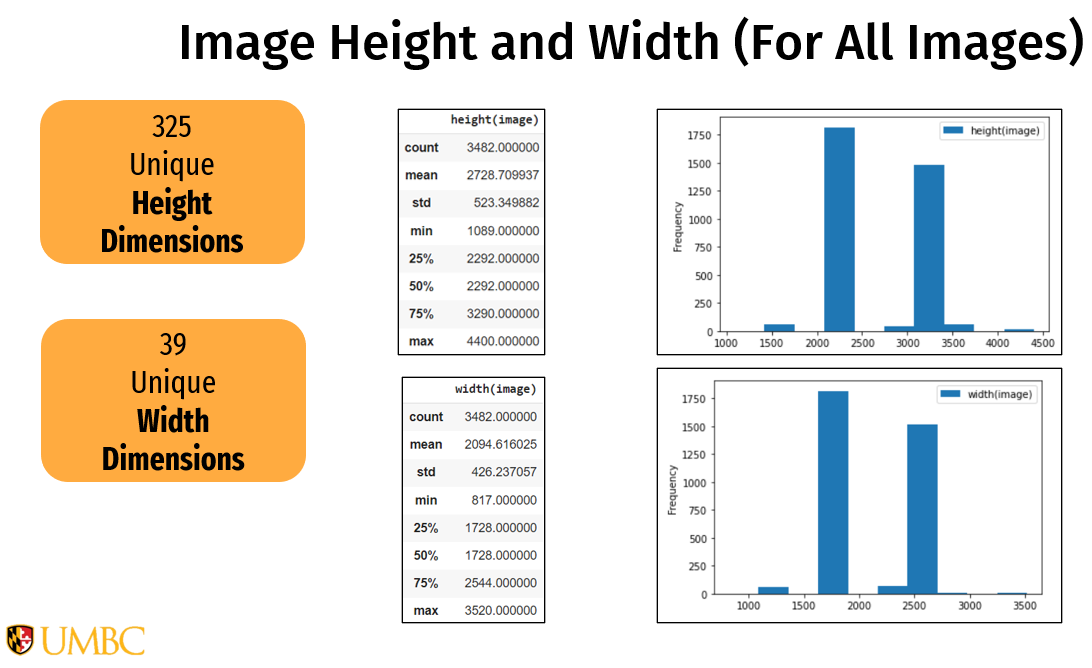 Image Height and Width (For All Images)
325
Unique
Height
Dimensions
39
Unique
Width
Dimensions
height(image)
count 3482.000000
mean 2728.709937
std 523.349882
min 1089.000000
25% 2292.000000
50% 2292.000000
75% 3290.000000
max 4400.000000
width(image)
count 3482.000000
mean 2094.616025
std 426.237057
min 817.000000
25% 1728.000000
50% 1728.000000
75% 2544.000000
max 3520.000000
height(image)
Frequency
1750
1500
1250
1000
750
500
250
0
1000 1500 2000 2500 3000 3500 4000 4500
width(image)
Frequency
1750
1500
1250
1000
750
500
250
0
1000 1500 2000 2500 3000 3500
UMBC